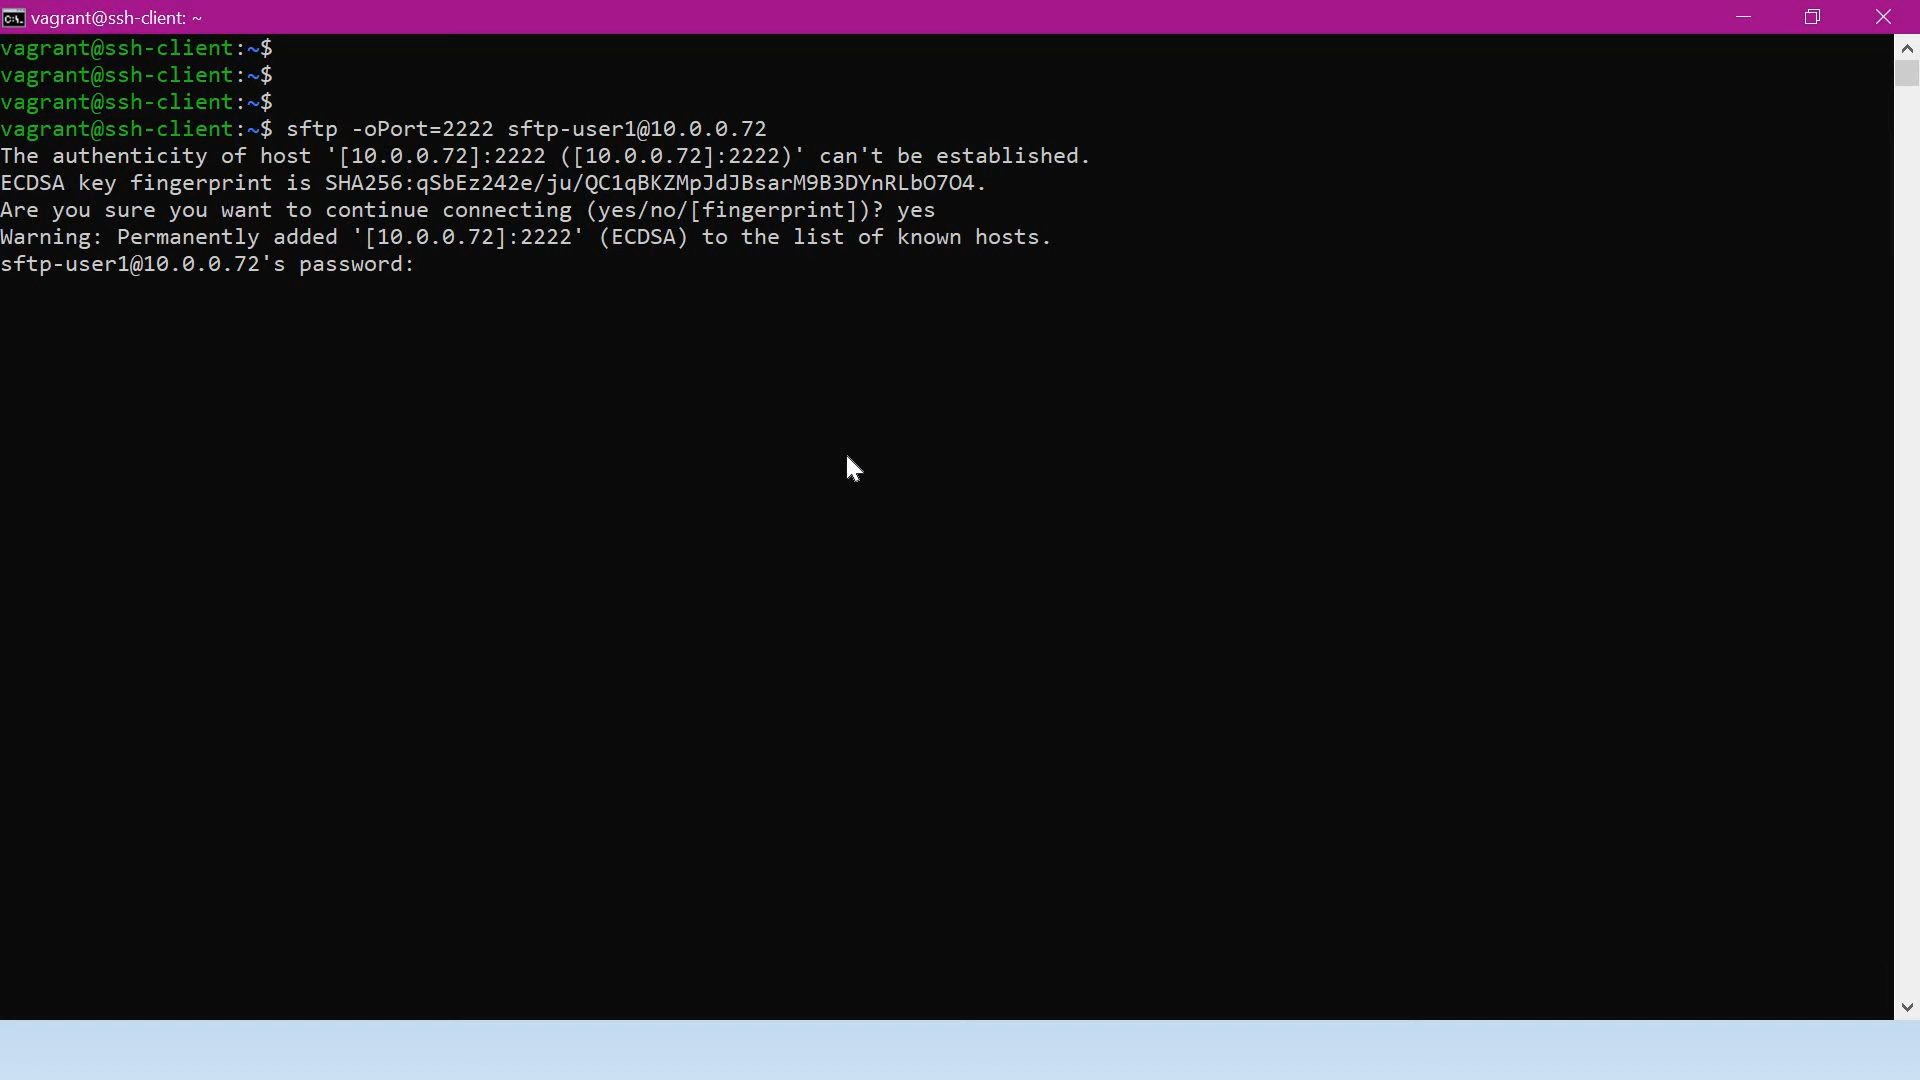 vagrant@ssh-client: ~
vagrant@ssh-client:~$
vagrant@ssh-client:~$
vagrant@ssh-client:~$
vagrant@ssh-client:~$ sftp -oPort=2222 sftp-user1@10.0.0.72
The authenticity of host '[10.0.0.72]:2222 ([10.0.0.72]:2222)' can't be established.
ECDSA key fingerprint is SHA256:qSbEz242e/ju/QC1qBKZMpJdJBsarM9B3DYnRLbO7O4.
Are you sure you want to continue connecting (yes/no/[fingerprint])? yes
Warning: Permanently added '[10.0.0.72]:2222' (ECDSA) to the list of known hosts.
sftp-user1@10.0.0.72's password: